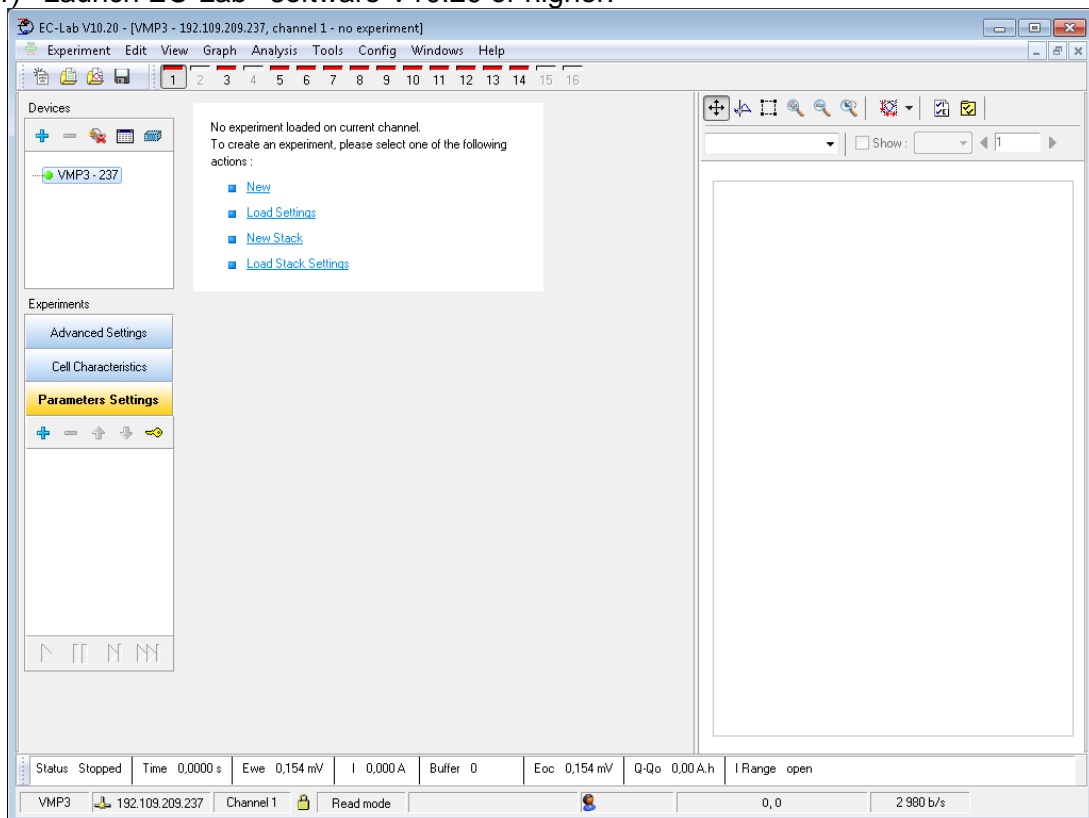 EC-Lab V10.20 - [VMP3 - 192.109.209.237, channel 1 - no experiment]
Experiment Edit View Graph Analysis Tools Config Windows Help
1 2 3 4 5 6 7 8 9 10 11 12 13 14 15 16
Devices
VMP3 - 237
No experiment loaded on current channel.
To create an experiment, please select one of the following
actions :
New
Load Settings
New Stack
Load Stack Settings
Show :
1
Experiments
Advanced Settings
Cell Characteristics
Parameters Settings
Status Stopped Time 0,0000 s Ewe 0,154 mV I 0,000 A Buffer 0 Eoc 0,154 mV Q-Qo 0,00 A.h I Range open
VMP3 192.109.209.237 Channel 1 Read mode 0, 0 2 980 b/s